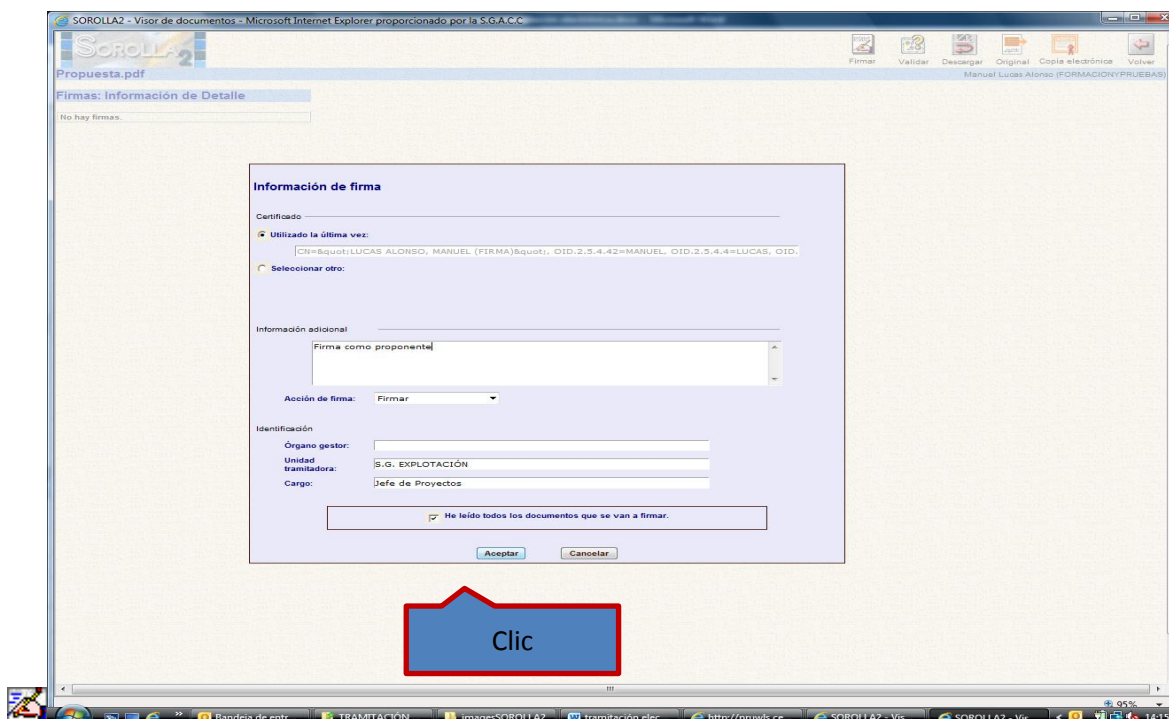 SOROLLA2 - Visor de documentos - Microsoft Internet Explorer proporcionado por la S.G.A.C.C
SOROLLA2
Firmar Validar Descargar Original Copia electrónica Volver
Propuesta.pdf
Manuel Lucas Alonso (FORMACIONYPRUEBAS)
Firmas: Información de Detalle
No hay firmas.
Información de firma
Certificado
Utilizado la última vez:
CN=&quot;LUCAS ALONSO, MANUEL (FIRMA)&quot;, OID.2.5.4.42=MANUEL, OID.2.5.4.4=LUCAS, OID.
Seleccionar otro:
Información adicional
Firma como proponente
Acción de firma: Firmar
Identificación
Órgano gestor:
Unidad tramitadora: S.G. EXPLOTACIÓN
Cargo: Jefe de Proyectos
He leído todos los documentos que se van a firmar.
Aceptar Cancelar
Clic
95%
Bandeja de entr... TRAMITACIÓN imagesSOROLLA2 tramitación elec... http://pruwls.ce... SOROLLA2 - Vis... SOROLLA2 - Vis...